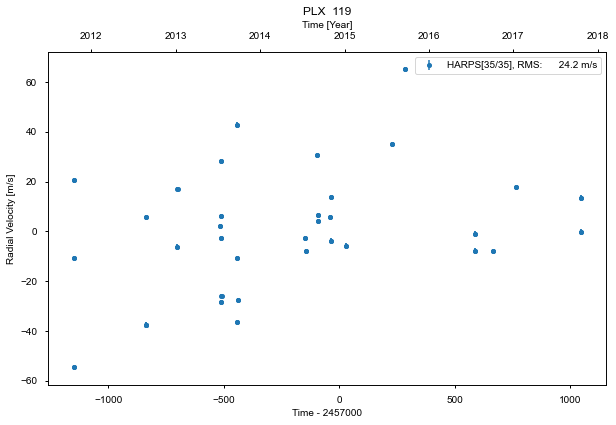 PLX 119
Time [Year]
2012 2013 2014 2015 2016 2017 2018
HARPS[35/35], RMS: 24.2 m/s
60
40
20
0
−20
−40
−60
Radial Velocity [m/s]
−1000 −500 0 500 1000
Time - 2457000